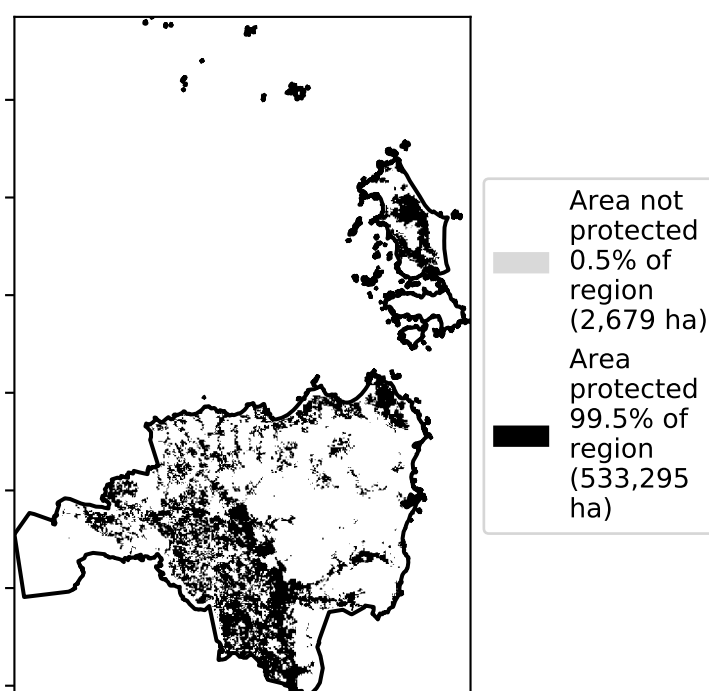 Area not
protected
0.5% of
region
(2,679 ha)
Area
protected
99.5% of
region
(533,295
ha)